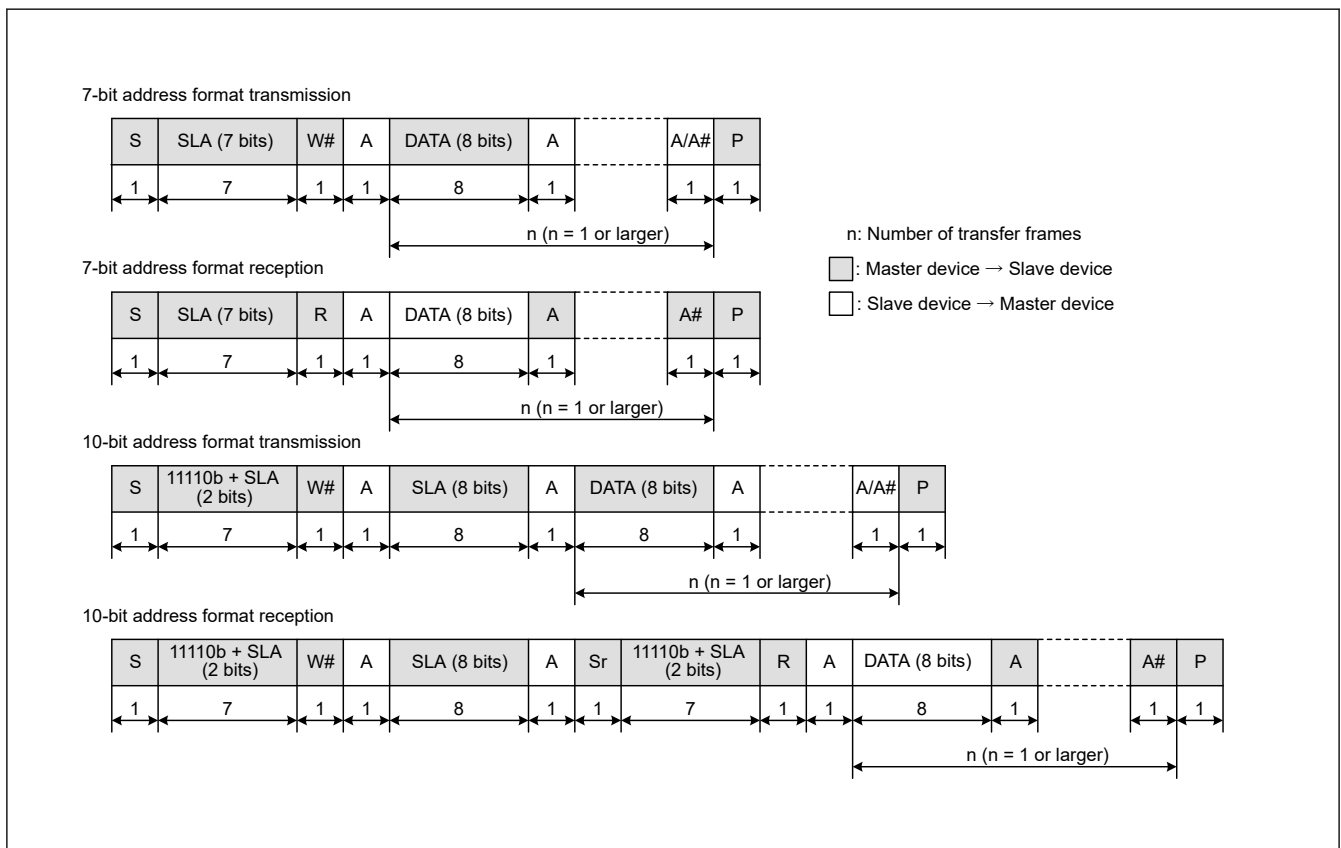 7-bit address format transmission
S SLA (7 bits) W# A DATA (8 bits) A A/A# P
1 7 1 1 8 1 1 1
n (n = 1 or larger)
n: Number of transfer frames
: Master device → Slave device
: Slave device → Master device
7-bit address format reception
S SLA (7 bits) R A DATA (8 bits) A A# P
1 7 1 1 8 1 1 1
n (n = 1 or larger)
10-bit address format transmission
S 11110b + SLA (2 bits) W# A SLA (8 bits) A DATA (8 bits) A A/A# P
1 7 1 1 8 1 8 1 1 1
n (n = 1 or larger)
10-bit address format reception
S 11110b + SLA (2 bits) W# A SLA (8 bits) A Sr 11110b + SLA (2 bits) R A DATA (8 bits) A A# P
1 7 1 1 8 1 1 7 1 1 8 1 1 1
n (n = 1 or larger)